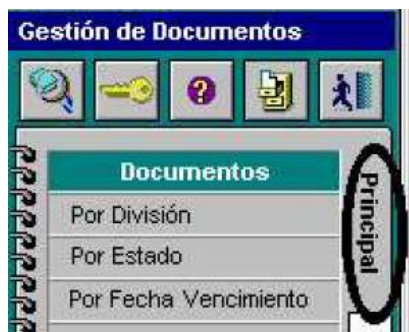 Gestión de Documentos
Documentos
Principal
Por División
Por Estado
Por Fecha Vencimiento